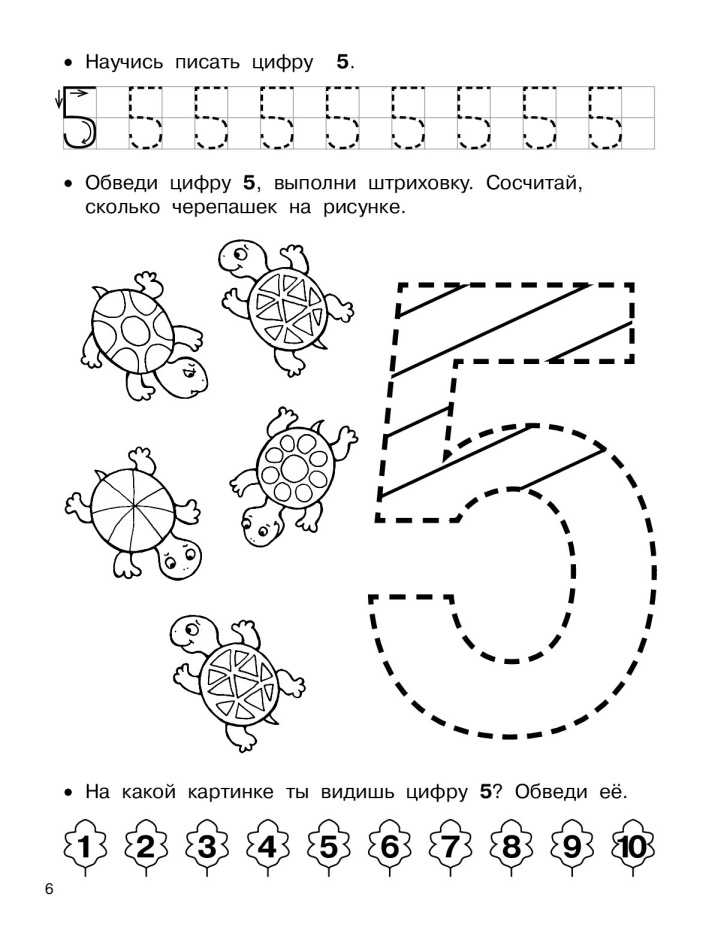 • Научись писать цифру 5.
5 5 5 5 5 5 5 5 5
• Обведи цифру 5, выполни штриховку. Сосчитай,
сколько черепашек на рисунке.
5
• На какой картинке ты видишь цифру 5? Обведи её.
1 2 3 4 5 6 7 8 9 10
6